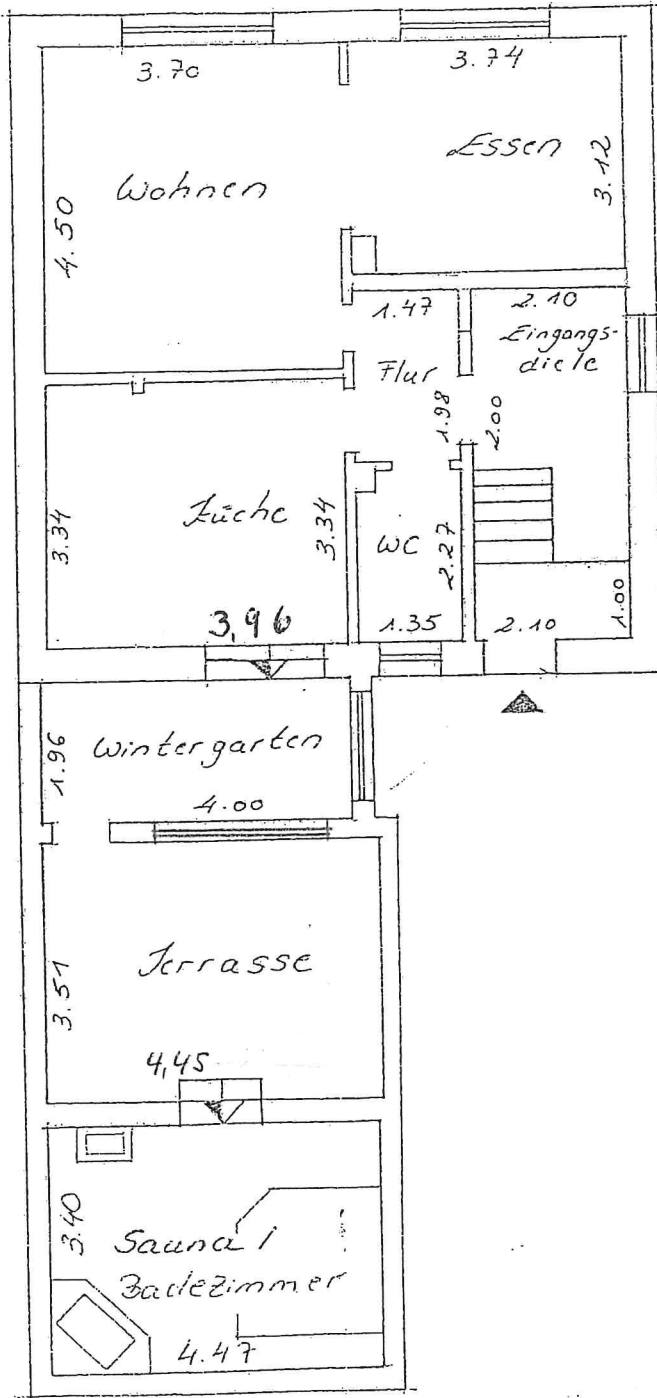 3.70
3.74
Essen
3.12
Wohnen
4.50
1.47
2.10
Eingangs-
diele
Flur
1.98
2.00
Küche
3.34
3.34
WC
2.27
3,96
1.35
2.10
1.00
Wintergarten
1.96
4.00
Terrasse
3.51
4,45
3.40
Sauna /
Badezimmer
4.47